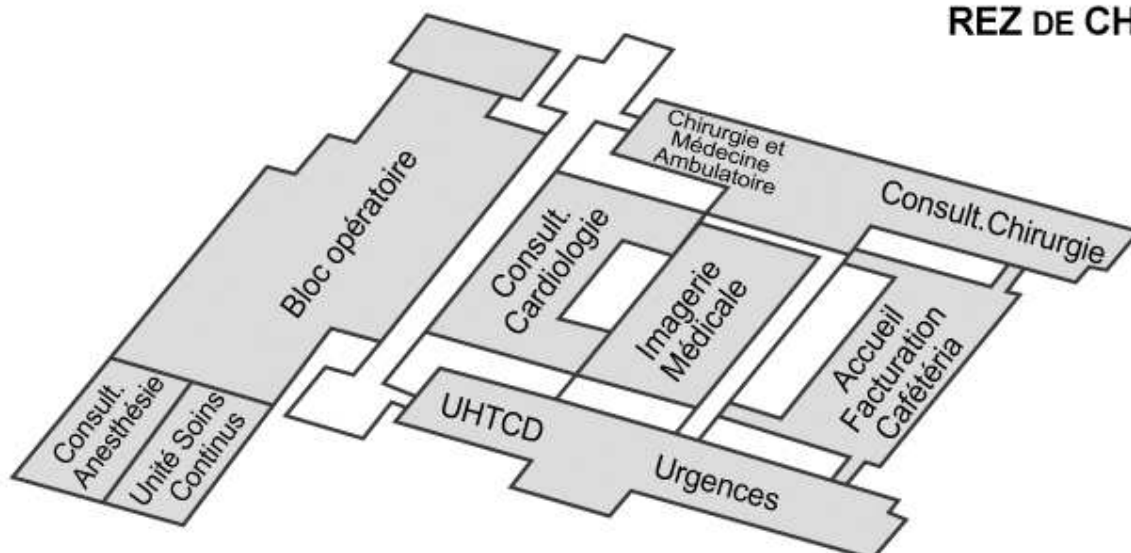 REZ DE CH
Chirurgie et
Médecine
Ambulatoire
Consult.Chirurgie
Bloc opératoire
Consult.
Cardiologie
Imagerie
Médicale
Accueil
Facturation
Cafétéria
Consult.
Anesthésie
Unité Soins
Continus
UHTCD
Urgences